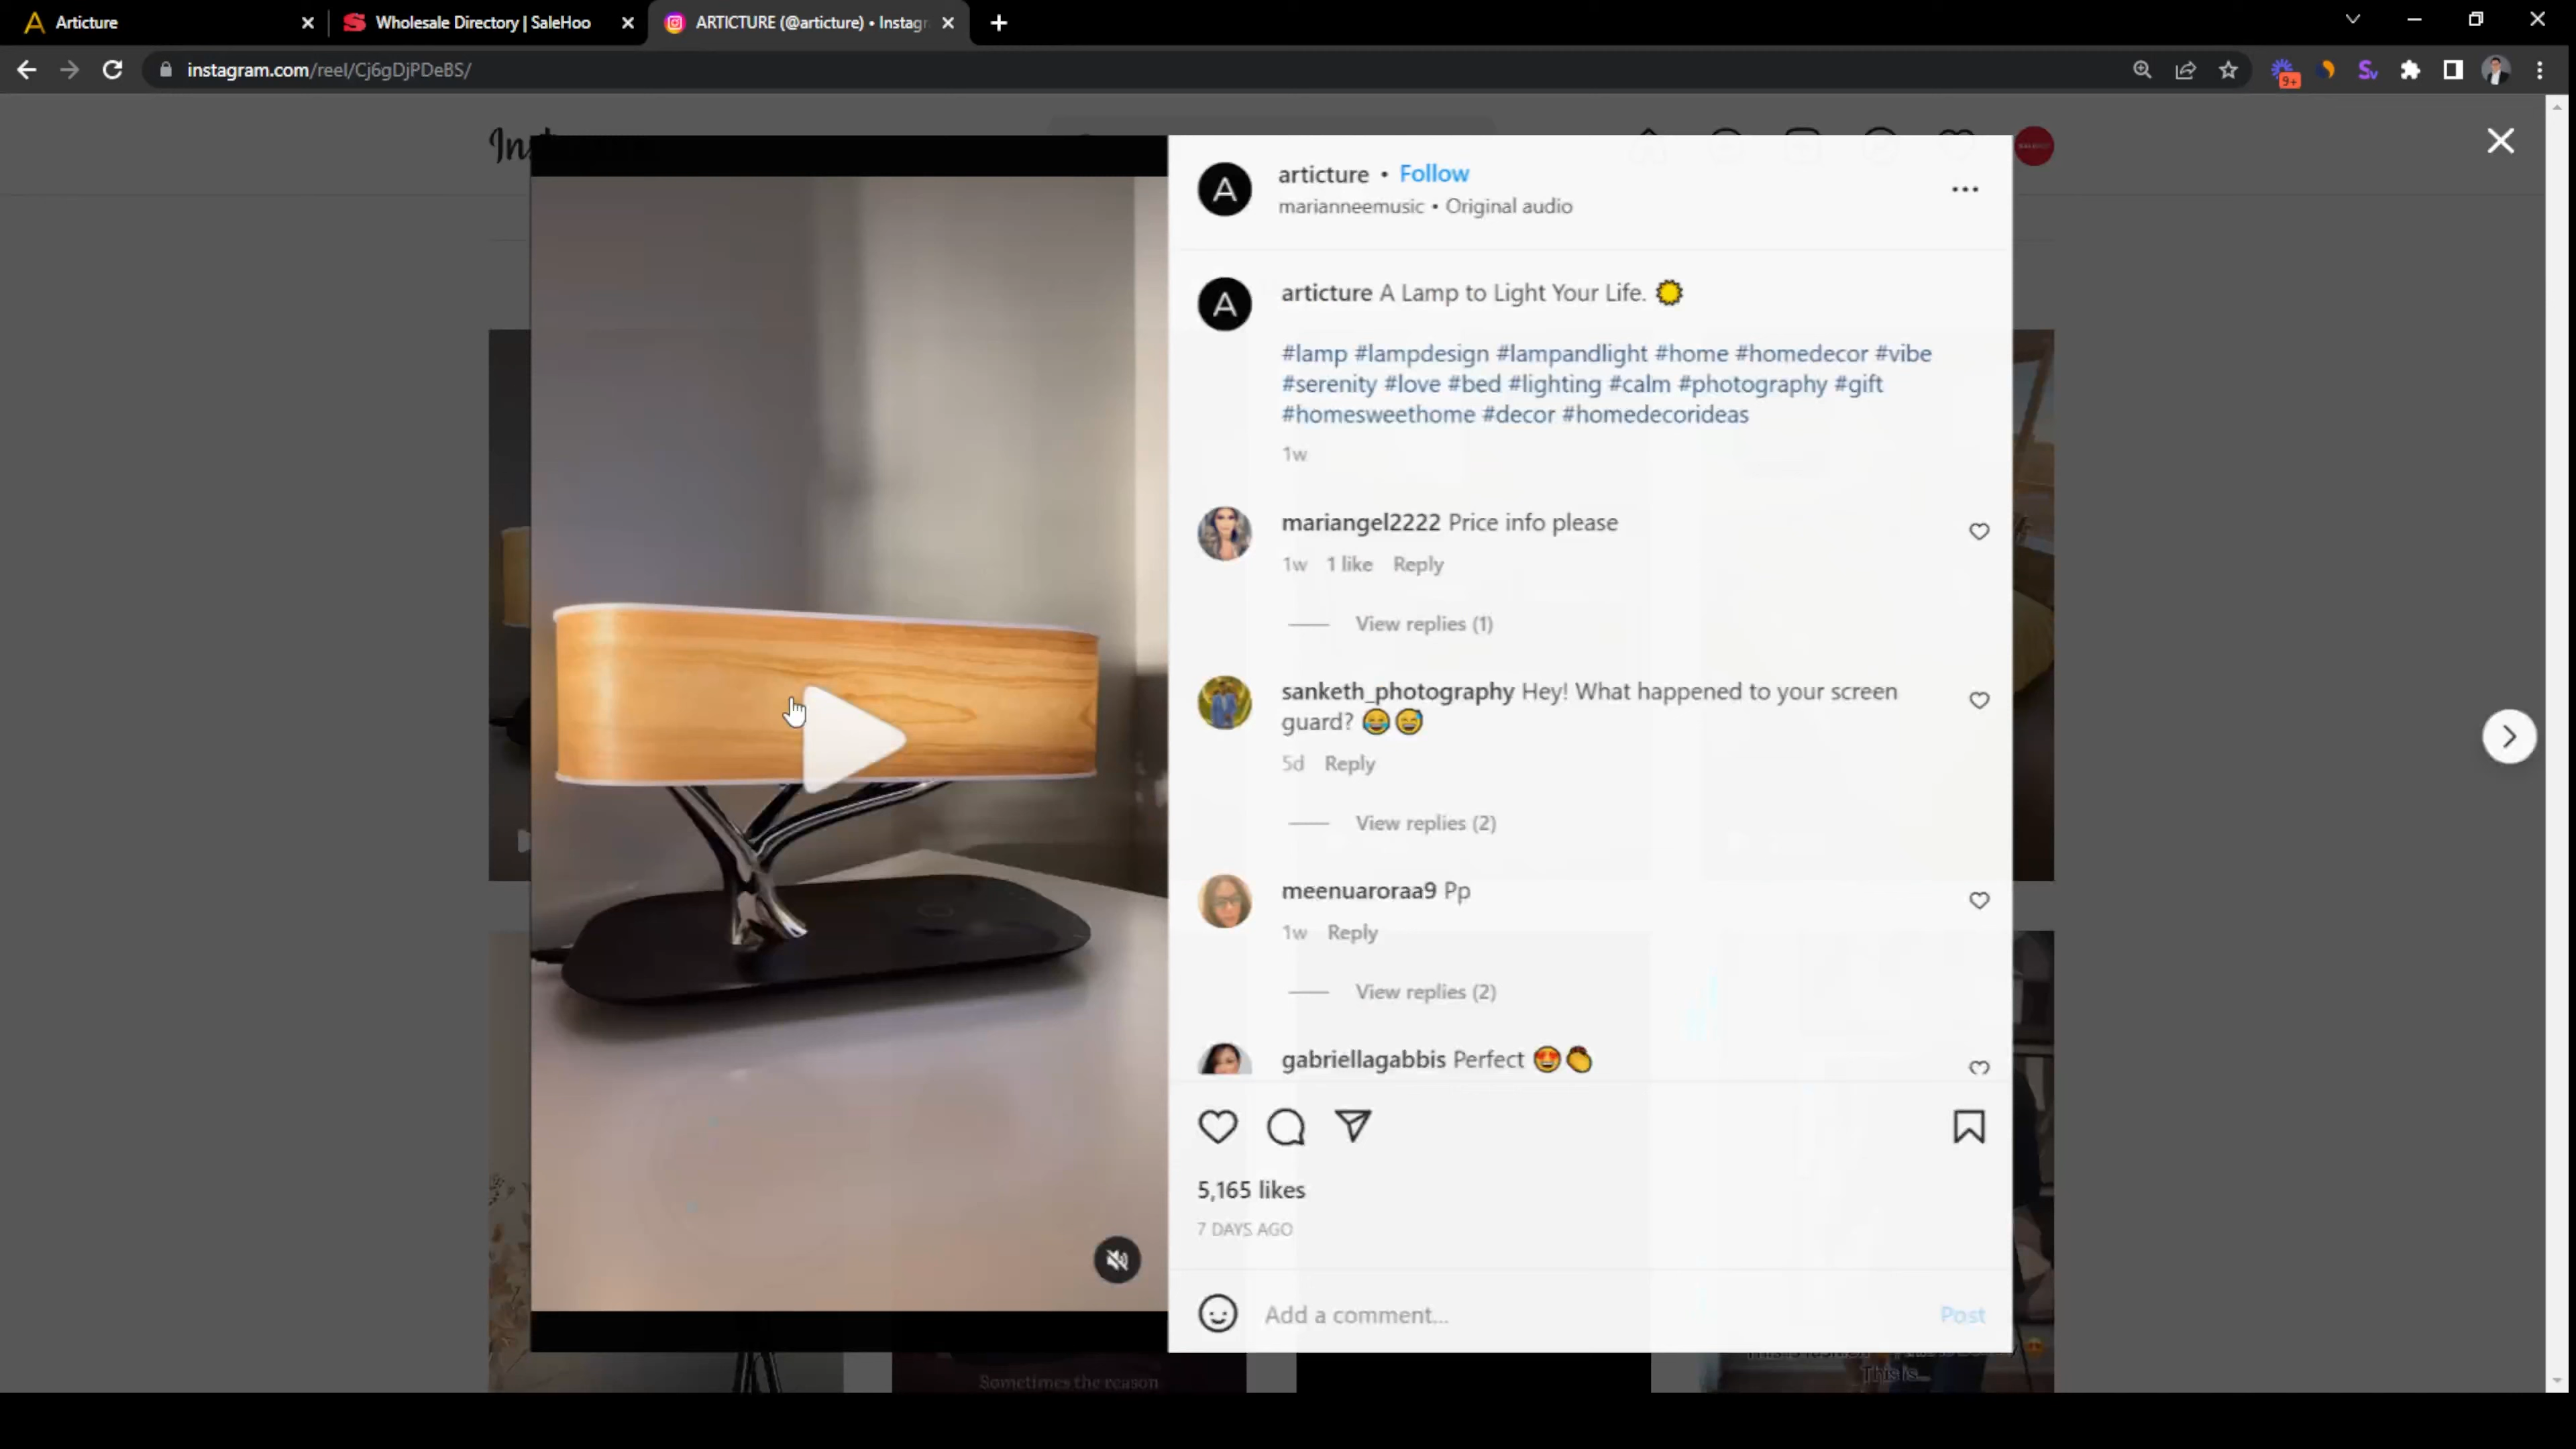 Articture
Wholesale Directory | SaleHoo
ARTICTURE (@articture) • Instagr
instagram.com/reel/Cj6gDjPDeBS/
9+
articture • Follow
marianneemusic • Original audio
articture A Lamp to Light Your Life.
#lamp #lampdesign #lampandlight #home #homedecor #vibe
#serenity #love #bed #lighting #calm #photography #gift
#homesweethome #decor #homedecorideas
1w
mariangel2222 Price info please
1w 1 like Reply
View replies (1)
sanketh_photography Hey! What happened to your screen
guard?
5d Reply
View replies (2)
meenuaroraa9 Pp
1w Reply
View replies (2)
gabriellagabbis Perfect
5,165 likes
7 DAYS AGO
Add a comment...
Post
Sometimes the reason
This is...